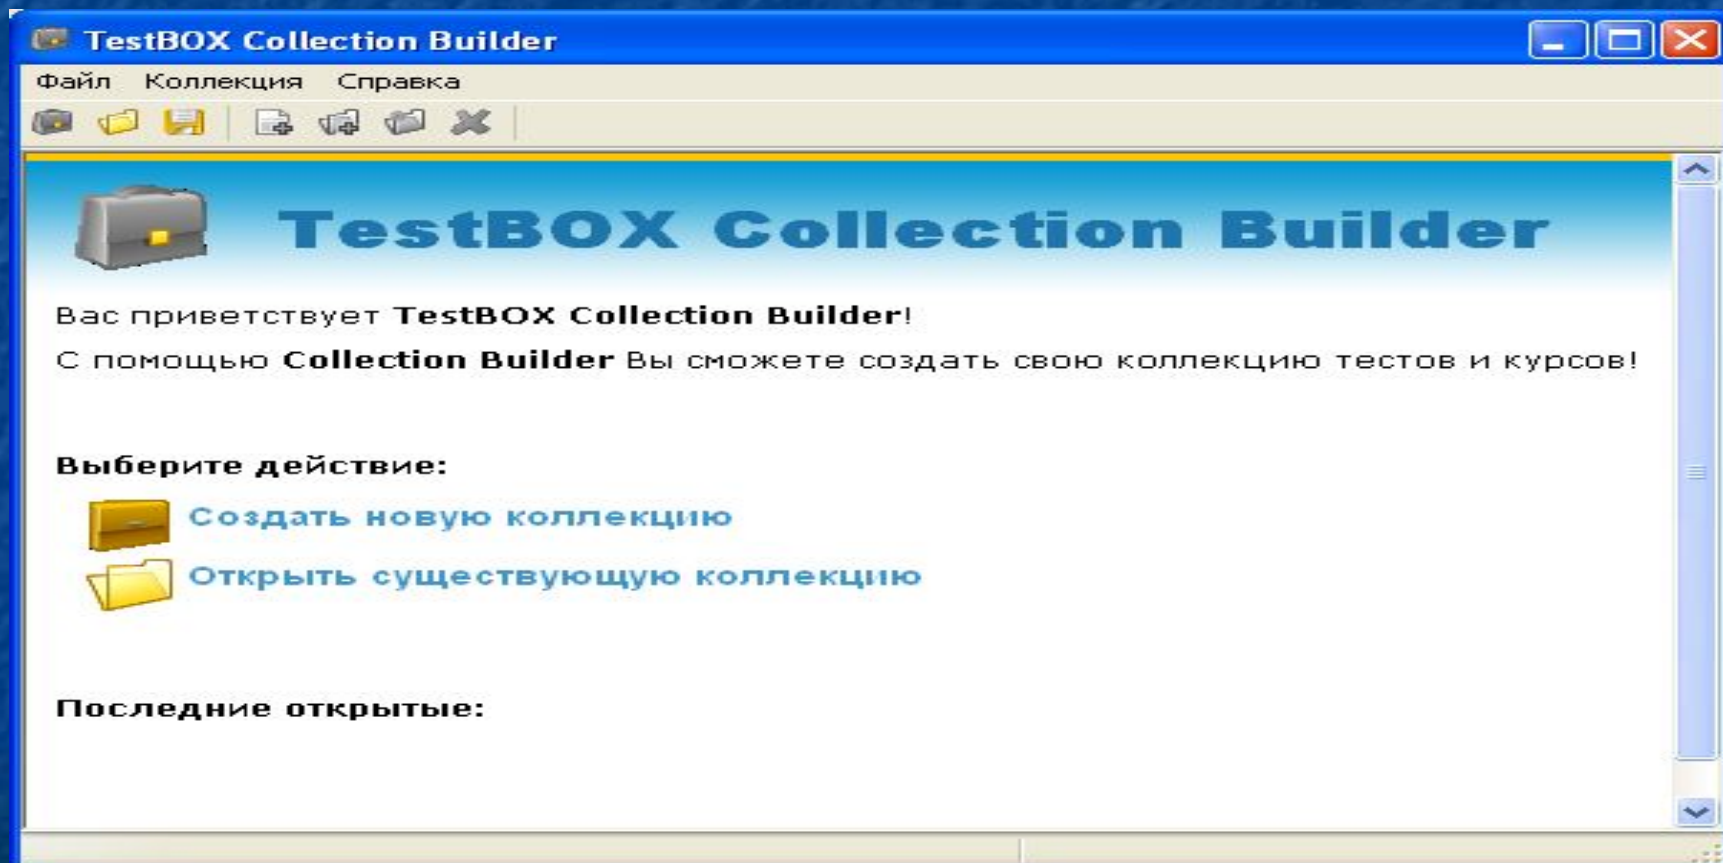 TestBOX Collection Builder
Файл Коллекция Справка
TestBOX Collection Builder
Вас приветствует TestBOX Collection Builder!
С помощью Collection Builder Вы сможете создать свою коллекцию тестов и курсов!
Выберите действие:
Создать новую коллекцию
Открыть существующую коллекцию
Последние открытые: